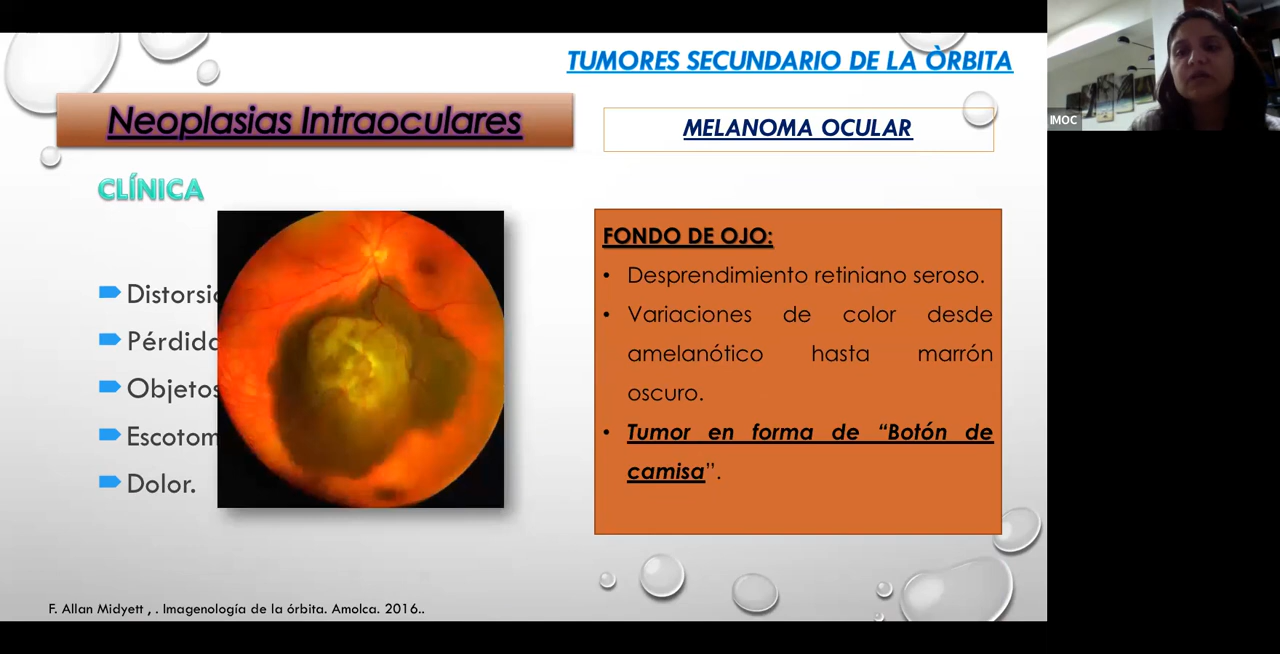 TUMORES SECUNDARIO DE LA ÒRBITA
Neoplasias Intraoculares
MELANOMA OCULAR
CLÍNICA
Pérdida
Objetos
Dolor.
FONDO DE OJO:
• Desprendimiento retiniano seroso.
• Variaciones de color desde
amelanótico hasta marrón
oscuro.
• Tumor en forma de “Botón de
camisa”.
F. Allan Midyett , . Imagenología de la órbita. Amolca. 2016..
IMOC